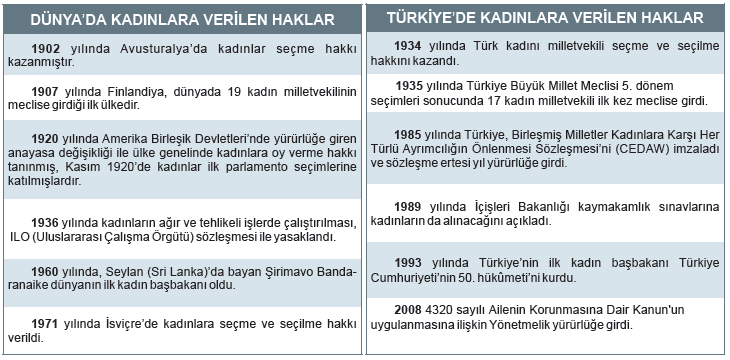 DÜNYA'DA KADINLARA VERİLEN HAKLAR
1902 yılında Avusturalya'da kadınlar seçme hakkı
kazanmıştır.
1907 yılında Finlandiya, dünyada 19 kadın milletvekilinin
meclise girdiği ilk ülkedir.
1920 yılında Amerika Birleşik Devletleri'nde yürürlüğe giren
anayasa değişikliği ile ülke genelinde kadınlara oy verme hakkı
tanınmış, Kasım 1920'de kadınlar ilk parlamento seçimlerine
katılmışlardır.
1936 yılında kadınların ağır ve tehlikeli işlerde çalıştırılması,
ILO (Uluslararası Çalışma Örgütü) sözleşmesi ile yasaklandı.
1960 yılında, Seylan (Sri Lanka)'da bayan Şirimavo Banda-
ranaike dünyanın ilk kadın başbakanı oldu.
1971 yılında İsviçre'de kadınlara seçme ve seçilme hakkı
verildi.
TÜRKİYE'DE KADINLARA VERİLEN HAKLAR
1934 yılında Türk kadını milletvekili seçme ve seçilme
hakkını kazandı.
1935 yılında Türkiye Büyük Millet Meclisi 5. dönem
seçimleri sonucunda 17 kadın milletvekili ilk kez meclise girdi.
1985 yılında Türkiye, Birleşmiş Milletler Kadınlara Karşı Her
Türlü Ayrımcılığın Önlenmesi Sözleşmesi'ni (CEDAW) imzaladı
ve sözleşme ertesi yıl yürürlüğe girdi.
1989 yılında İçişleri Bakanlığı kaymakamlık sınavlarına
kadınların da alınacağını açıkladı.
1993 yılında Türkiye'nin ilk kadın başbakanı Türkiye
Cumhuriyeti'nin 50. hükûmeti'ni kurdu.
2008 4320 sayılı Ailenin Korunmasına Dair Kanun'un
uygulanmasına ilişkin Yönetmelik yürürlüğe girdi.